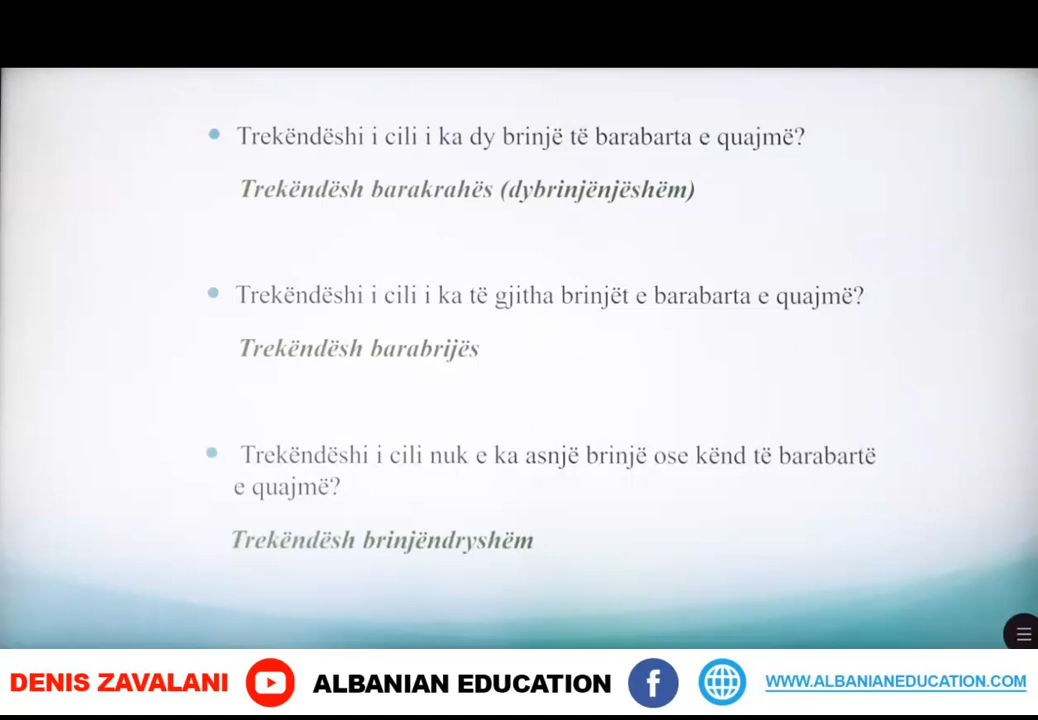 Trekëndëshi i cili i ka dy brinjë të barabarta e quajmë?
Trekëndësh barakrahës (dybrinjënjëshëm)
Trekëndëshi i cili i ka të gjitha brinjët e barabarta e quajmë?
Trekëndësh barabrijës
Trekëndëshi i cili nuk e ka asnjë brinjë ose kënd të barabartë
e quajmë?
Trekëndësh brinjëndryshëm
DENIS ZAVALANI ALBANIAN EDUCATION WWW.ALBANIANEDUCATION.COM